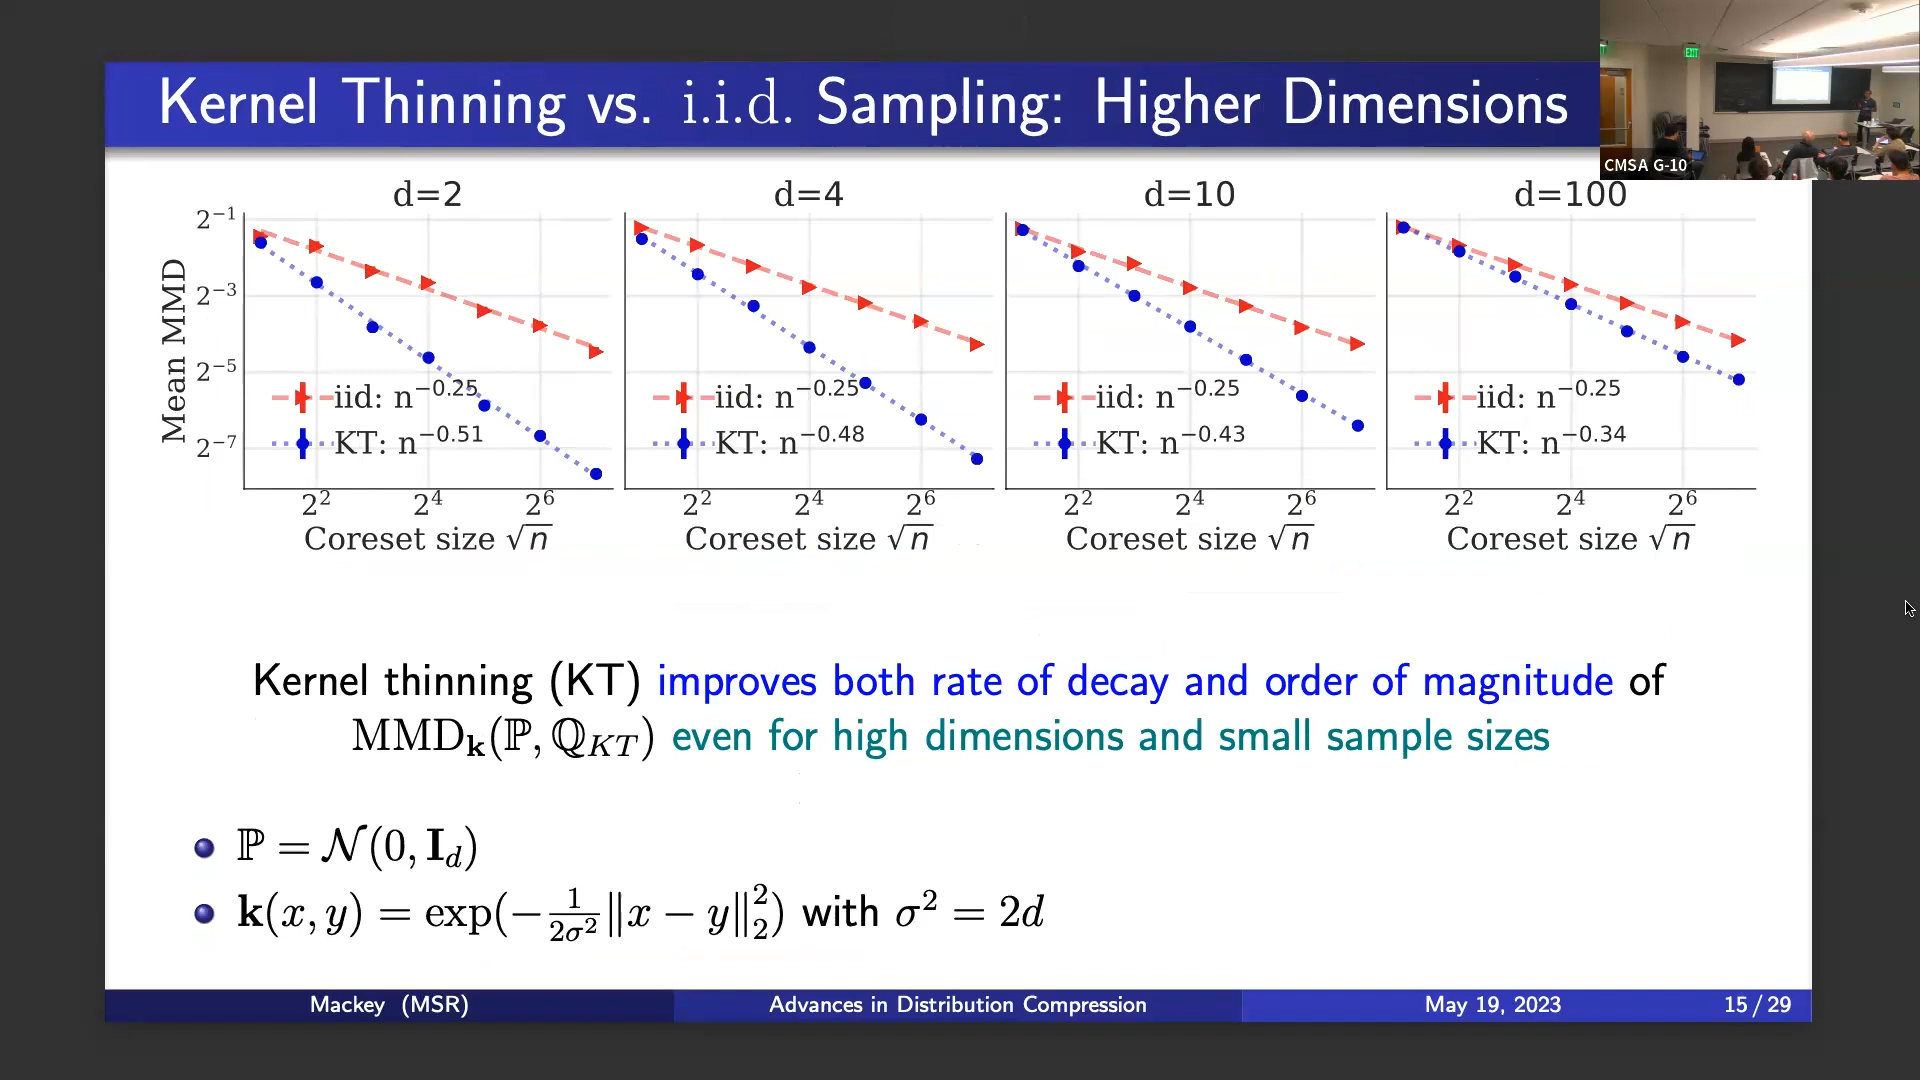 Kernel Thinning vs. i.i.d. Sampling: Higher Dimensions
EXIT
CMSA G-10
d=2
d=4
d=10
d=100
Mean MMD
2⁻¹
2⁻³
2⁻⁵
2⁻⁷
iid: n⁻⁰·²⁵
KT: n⁻⁰·⁵¹
2² 2⁴ 2⁶
Coreset size √n
iid: n⁻⁰·²⁵
KT: n⁻⁰·⁴⁸
2² 2⁴ 2⁶
Coreset size √n
iid: n⁻⁰·²⁵
KT: n⁻⁰·⁴³
2² 2⁴ 2⁶
Coreset size √n
iid: n⁻⁰·²⁵
KT: n⁻⁰·³⁴
2² 2⁴ 2⁶
Coreset size √n
Kernel thinning (KT) improves both rate of decay and order of magnitude of
MMD_k(ℙ, ℚ_KT) even for high dimensions and small sample sizes
ℙ = 𝒩(0, I_d)
k(x, y) = exp(−1/(2σ²)‖x − y‖₂²) with σ² = 2d
Mackey (MSR)
Advances in Distribution Compression
May 19, 2023
15 / 29